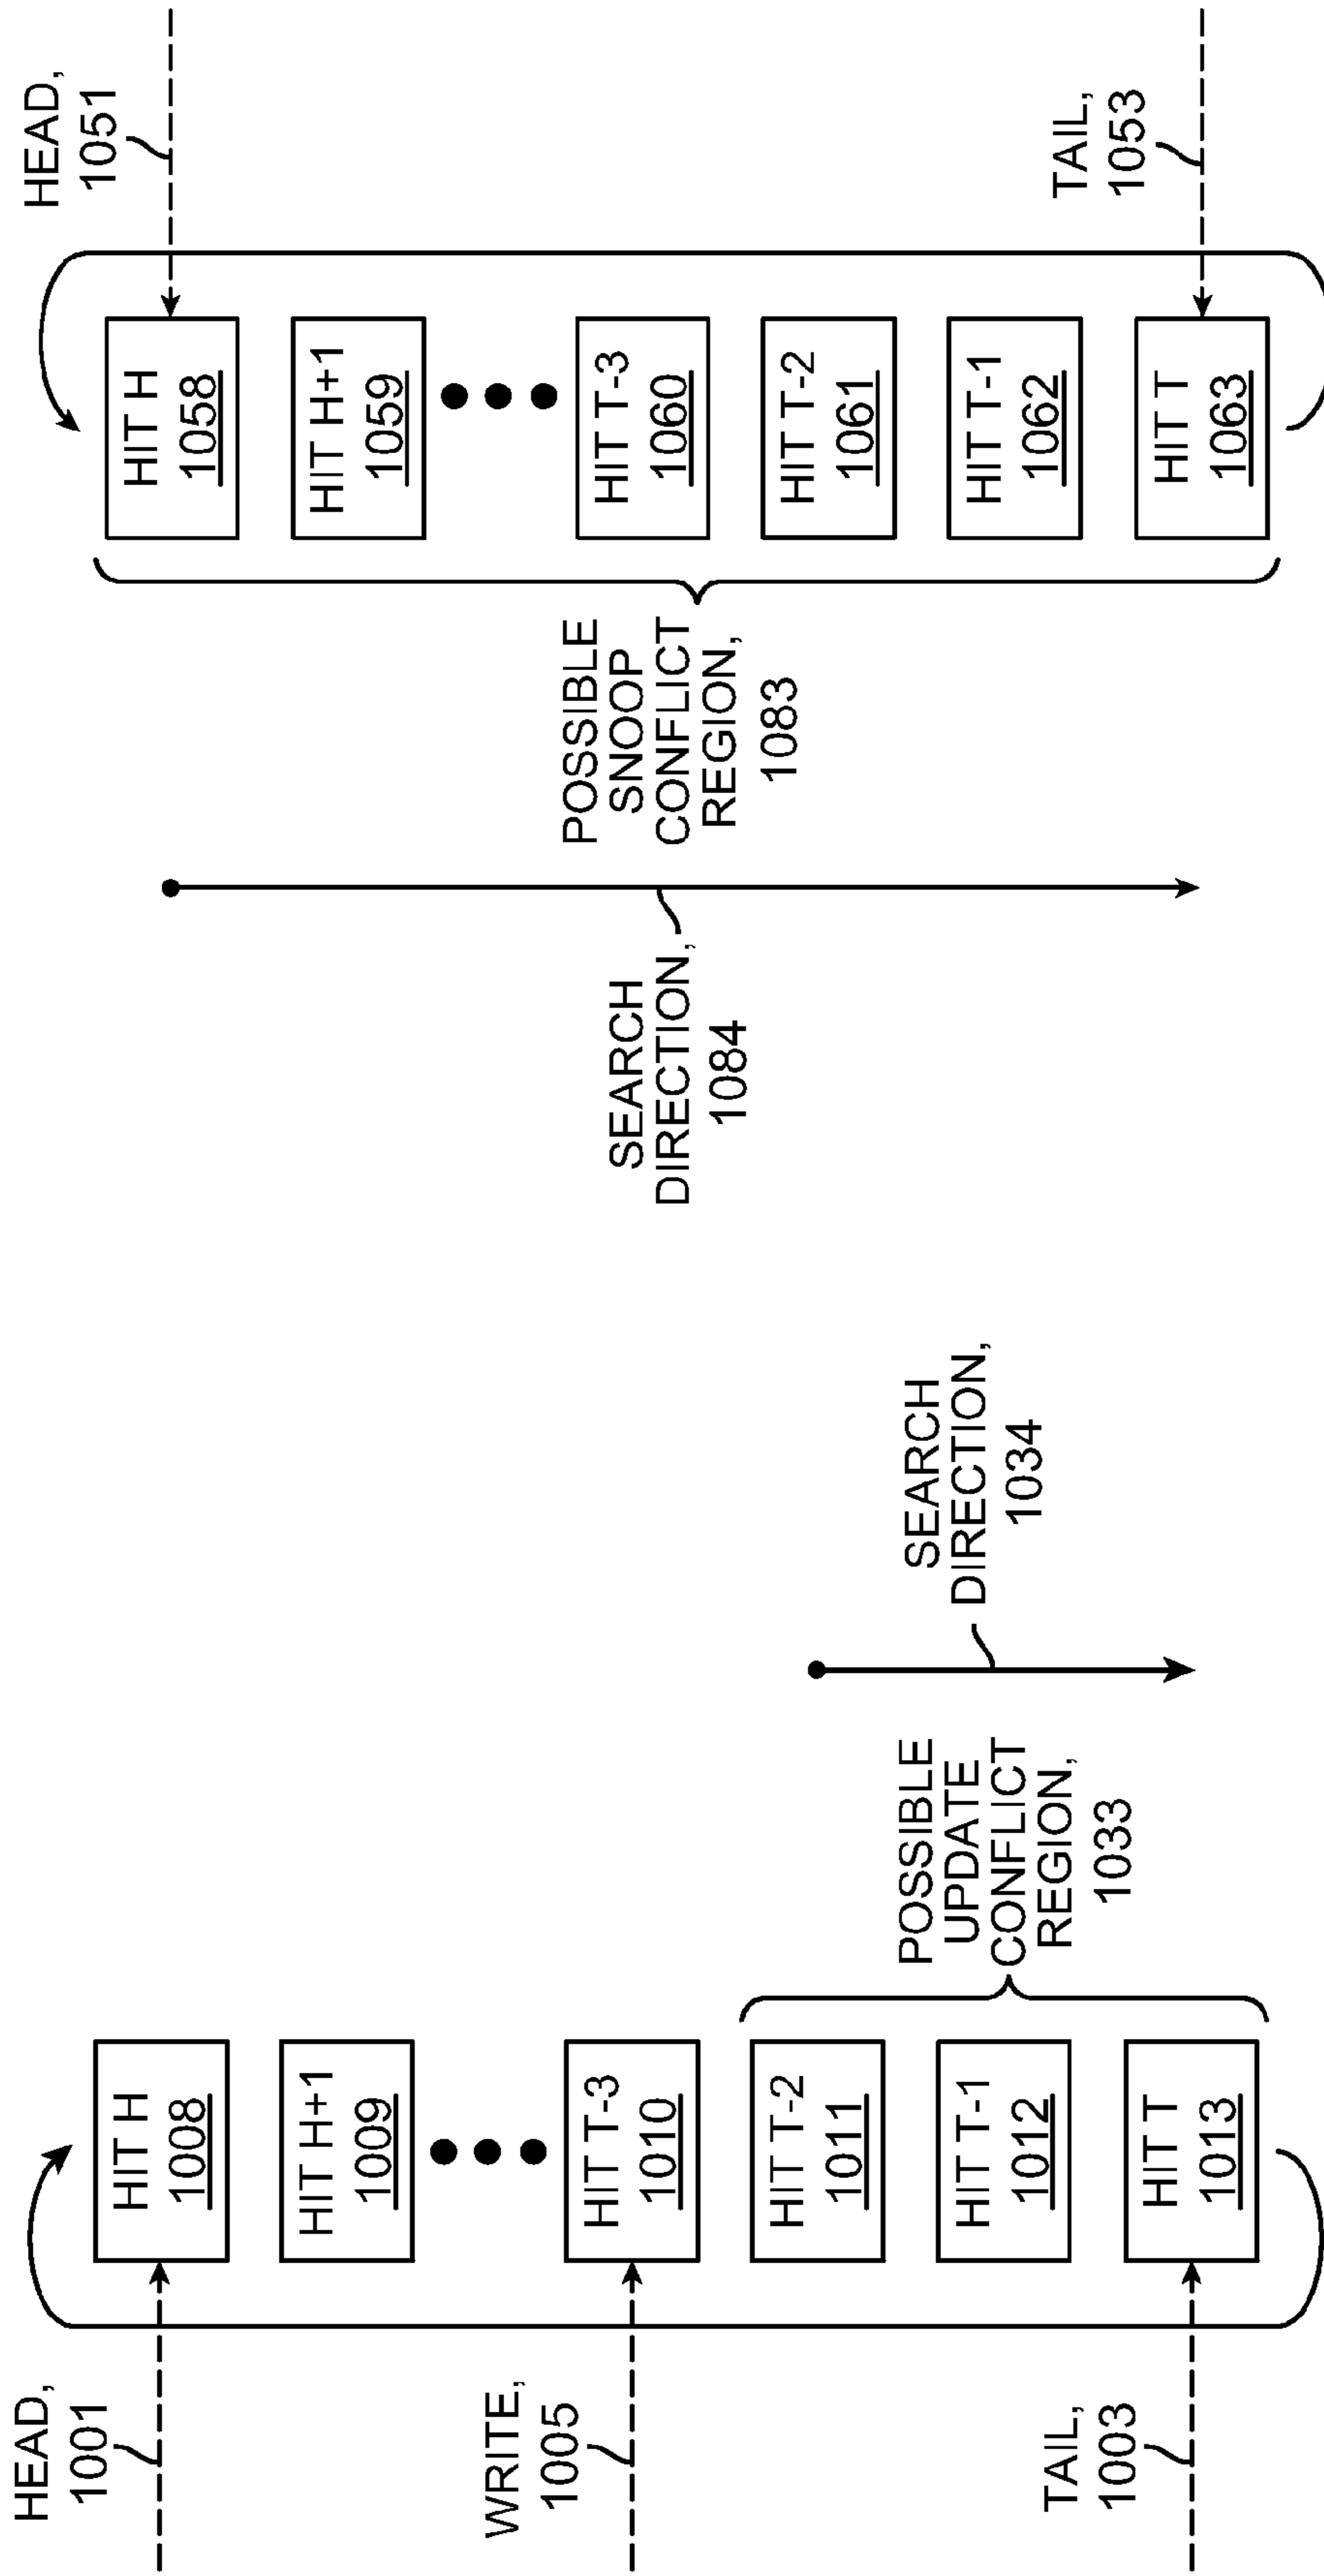 HEAD,
1001
WRITE,
1005
TAIL,
1003
HIT H
1008
HIT H+1
1009
HIT T-3
1010
HIT T-2
1011
HIT T-1
1012
HIT T
1013
POSSIBLE
UPDATE
CONFLICT
REGION,
1033
SEARCH
DIRECTION,
1034
SEARCH
DIRECTION,
1084
POSSIBLE
SNOOP
CONFLICT
REGION,
1083
HIT H
1058
HIT H+1
1059
HIT T-3
1060
HIT T-2
1061
HIT T-1
1062
HIT T
1063
HEAD,
1051
TAIL,
1053